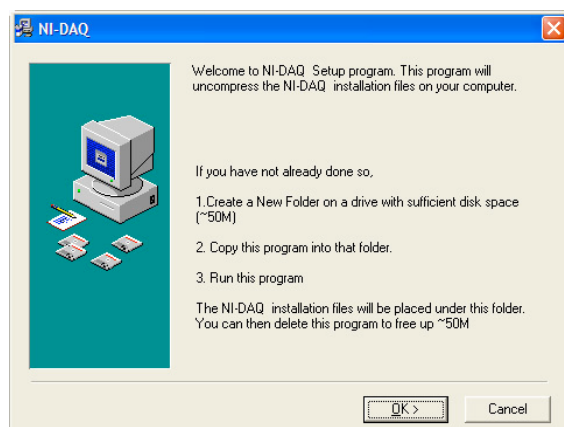 NI-DAQ
Welcome to NI-DAQ Setup program. This program will
uncompress the NI-DAQ installation files on your computer.
If you have not already done so,
1.Create a New Folder on a drive with sufficient disk space
(~50M)
2. Copy this program into that folder.
3. Run this program
The NI-DAQ installation files will be placed under this folder.
You can then delete this program to free up ~50M
OK >
Cancel